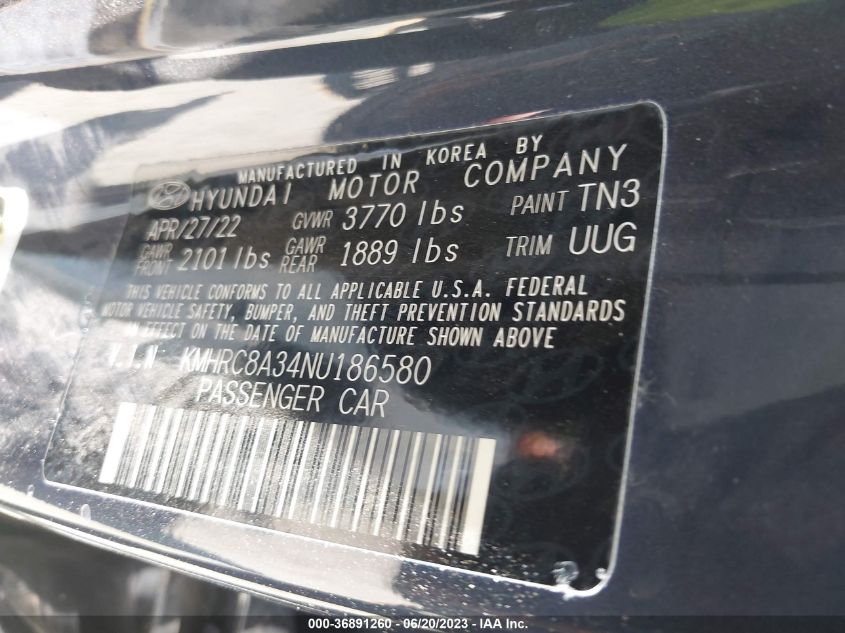 MANUFACTURED IN KOREA BY
HYUNDAI MOTOR COMPANY
APR/27/22 GVWR 3770 lbs PAINT TN3
GAWR FRONT 2101 lbs GAWR REAR 1889 lbs TRIM UUG
THIS VEHICLE CONFORMS TO ALL APPLICABLE U.S.A. FEDERAL
MOTOR VEHICLE SAFETY, BUMPER, AND THEFT PREVENTION STANDARDS
IN EFFECT ON THE DATE OF MANUFACTURE SHOWN ABOVE
V.I.N KMHRC8A34NU186580
PASSENGER CAR
000-36891260 - 06/20/2023 - IAAI.com